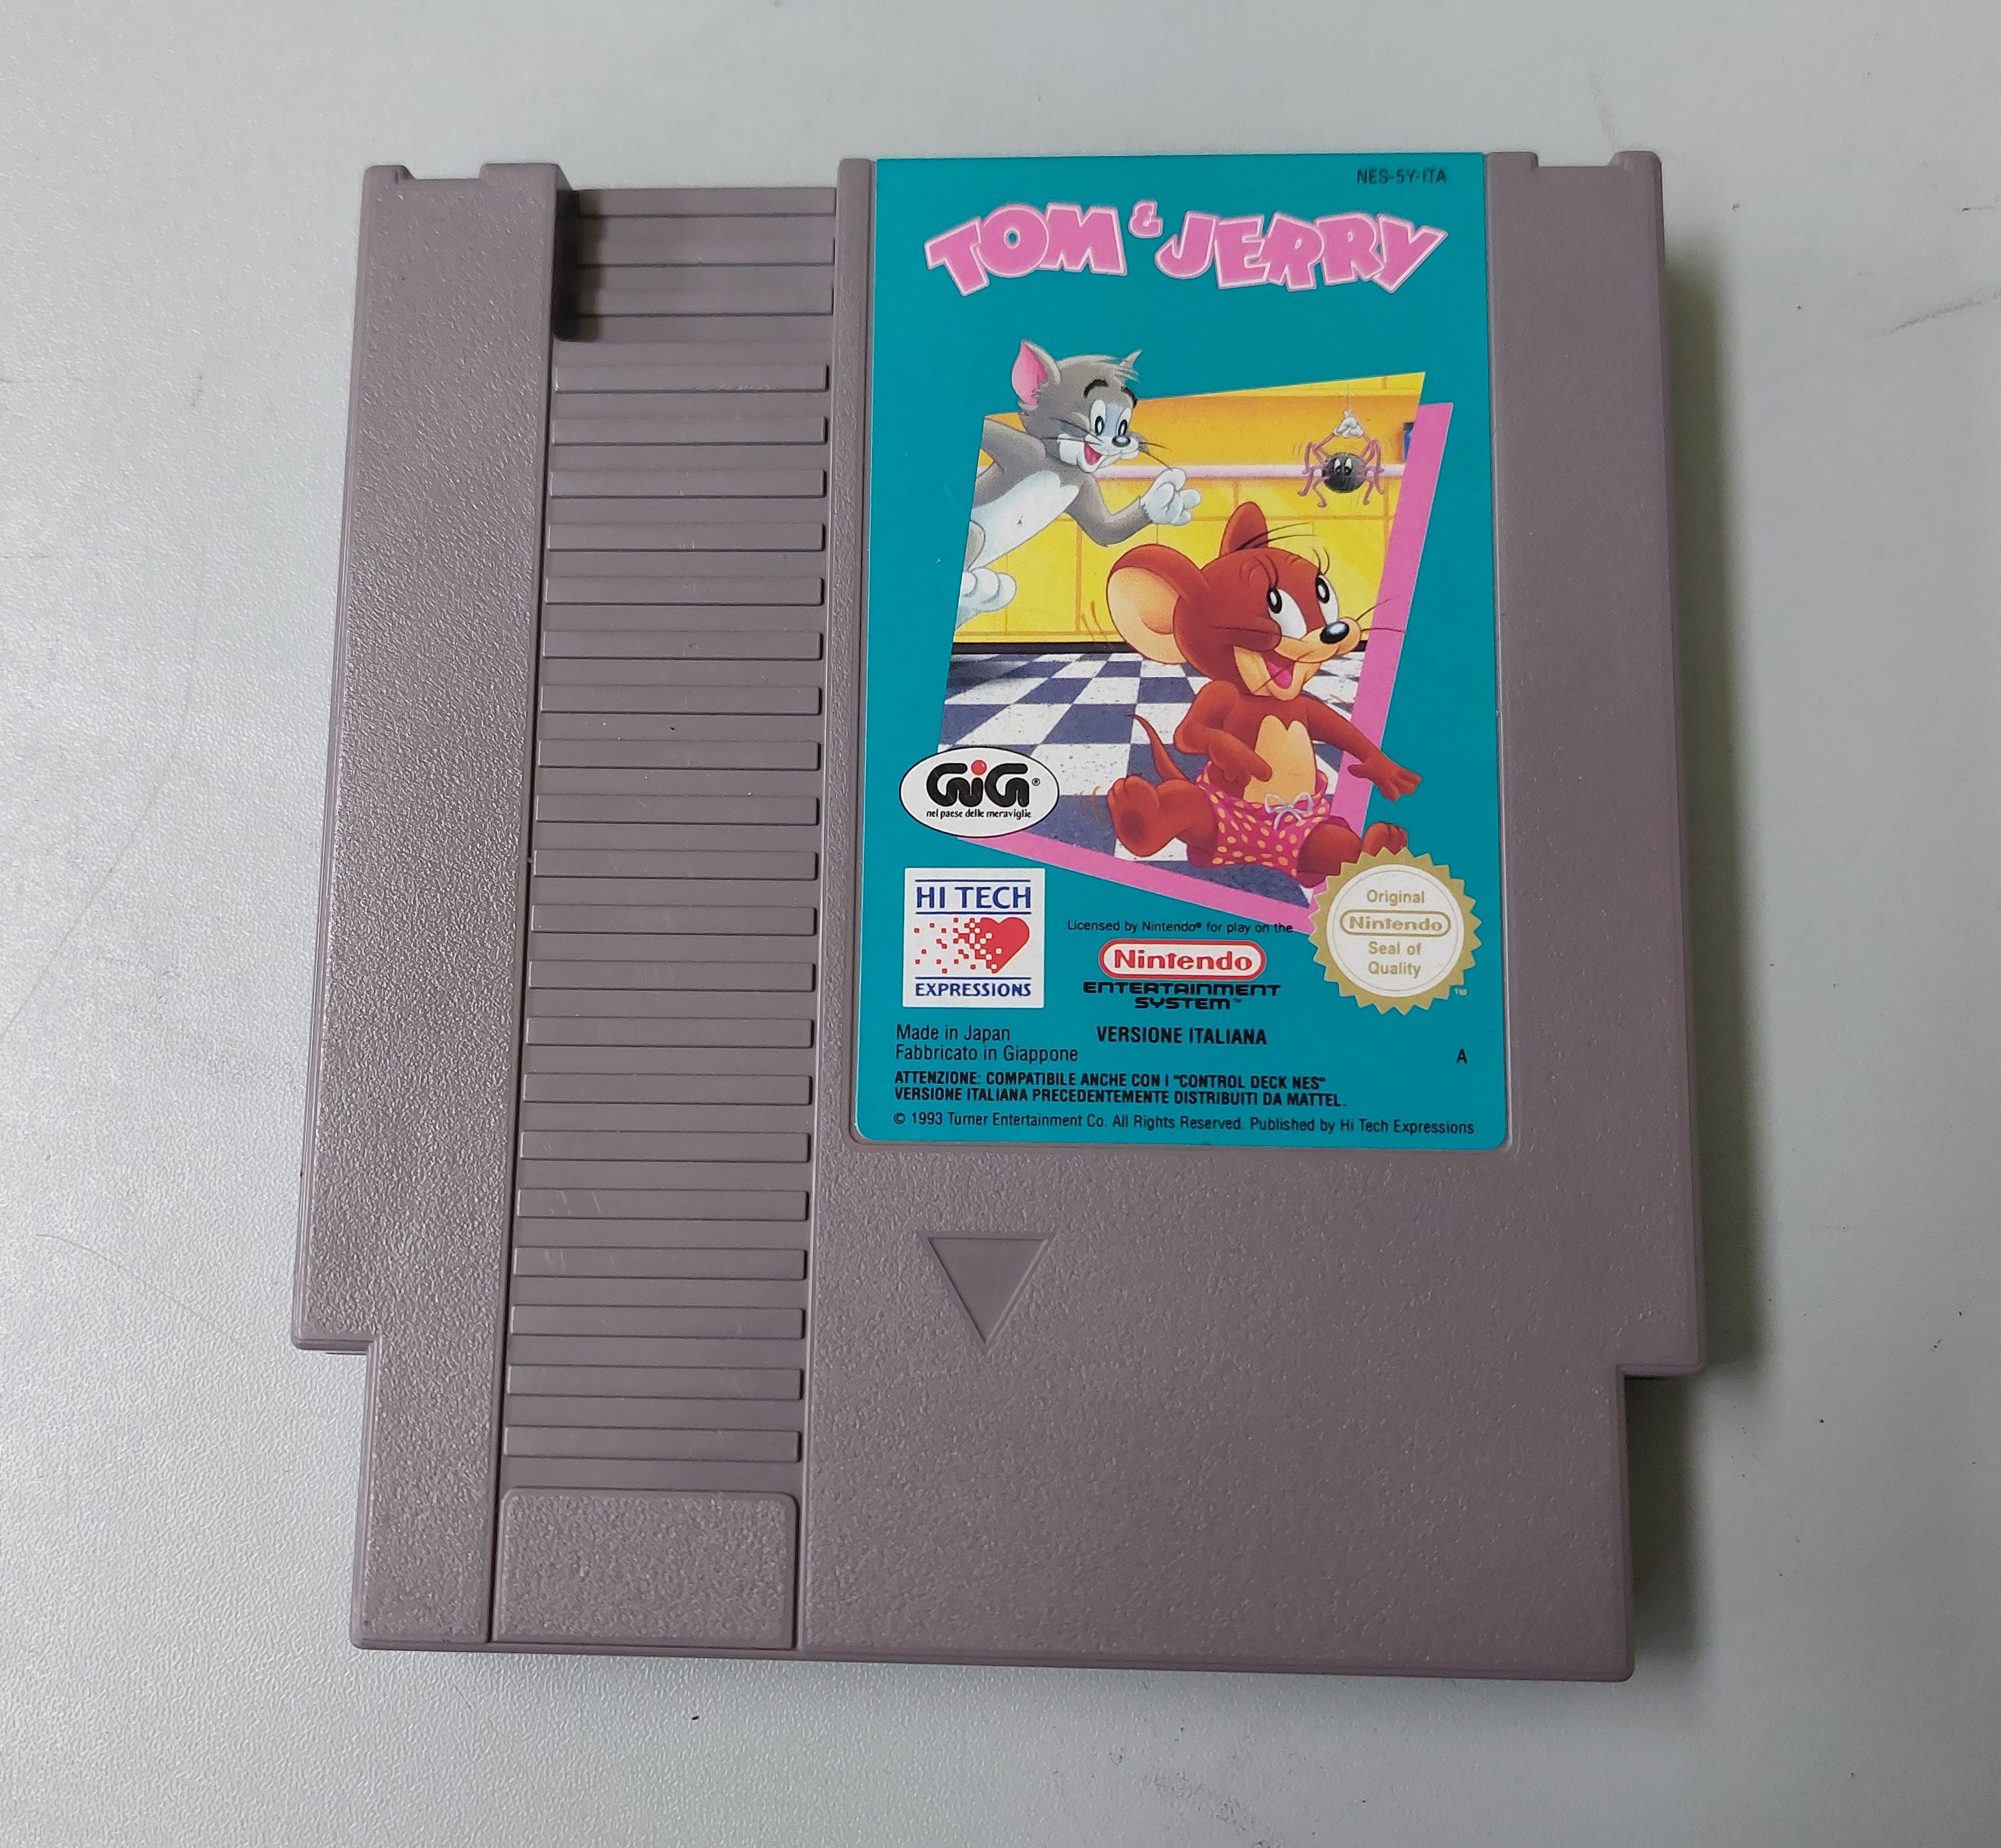 NES-5Y-ITA
TOM & JERRY
GiG®
nel paese delle meraviglie
HI TECH
EXPRESSIONS
Licensed by Nintendo® for play on the
Nintendo
ENTERTAINMENT
SYSTEM™
Original
Nintendo
Seal of
Quality
Made in Japan
Fabbricato in Giappone
VERSIONE ITALIANA
A
ATTENZIONE: COMPATIBILE ANCHE CON I "CONTROL DECK NES"
VERSIONE ITALIANA PRECEDENTEMENTE DISTRIBUITI DA MATTEL.
© 1993 Turner Entertainment Co. All Rights Reserved. Published by Hi Tech Expressions